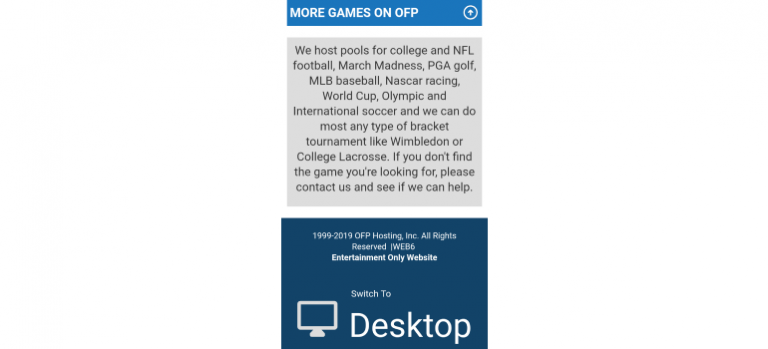 MORE GAMES ON OFP
We host pools for college and NFL
football, March Madness, PGA golf,
MLB baseball, Nascar racing,
World Cup, Olympic and
International soccer and we can do
most any type of bracket
tournament like Wimbledon or
College Lacrosse. If you don't find
the game you're looking for, please
contact us and see if we can help.
1999-2019 OFP Hosting, Inc. All Rights
Reserved |WEB6
Entertainment Only Website
Switch To
Desktop